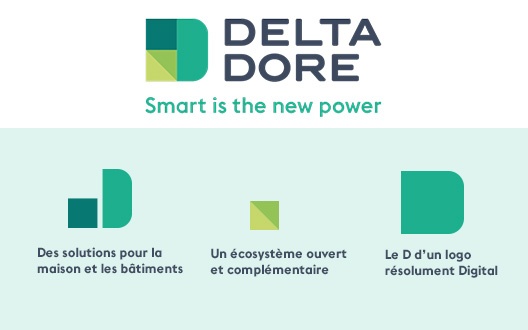 DELTA
DORE
Smart is the new power
Des solutions pour la
maison et les bâtiments
Un écosystème ouvert
et complémentaire
Le D d'un logo
résolument Digital